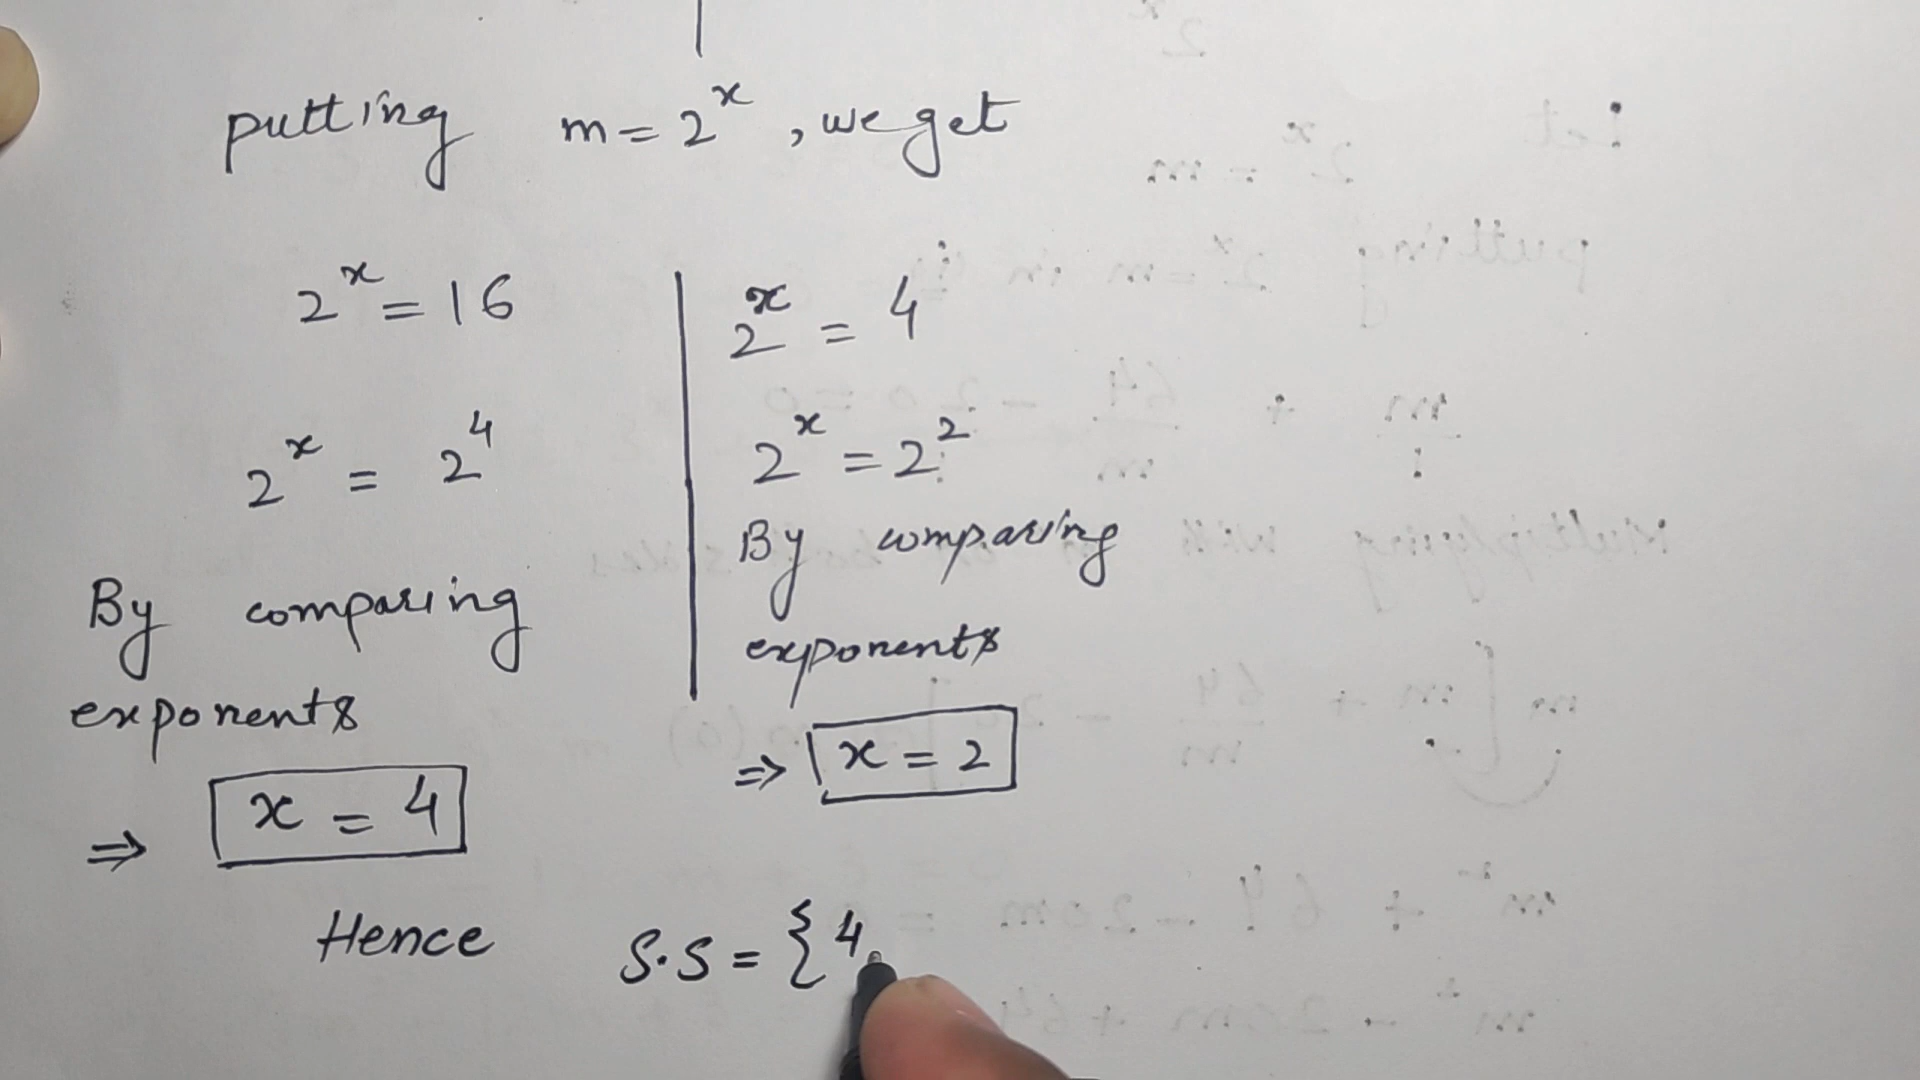 putting m = 2^x , we get
2^x = 16
2^x = 2^4
By comparing
exponents
⇒ x = 4
2^x = 4
2^x = 2^2
By comparing
exponents
⇒ x = 2
Hence S.S = { 4